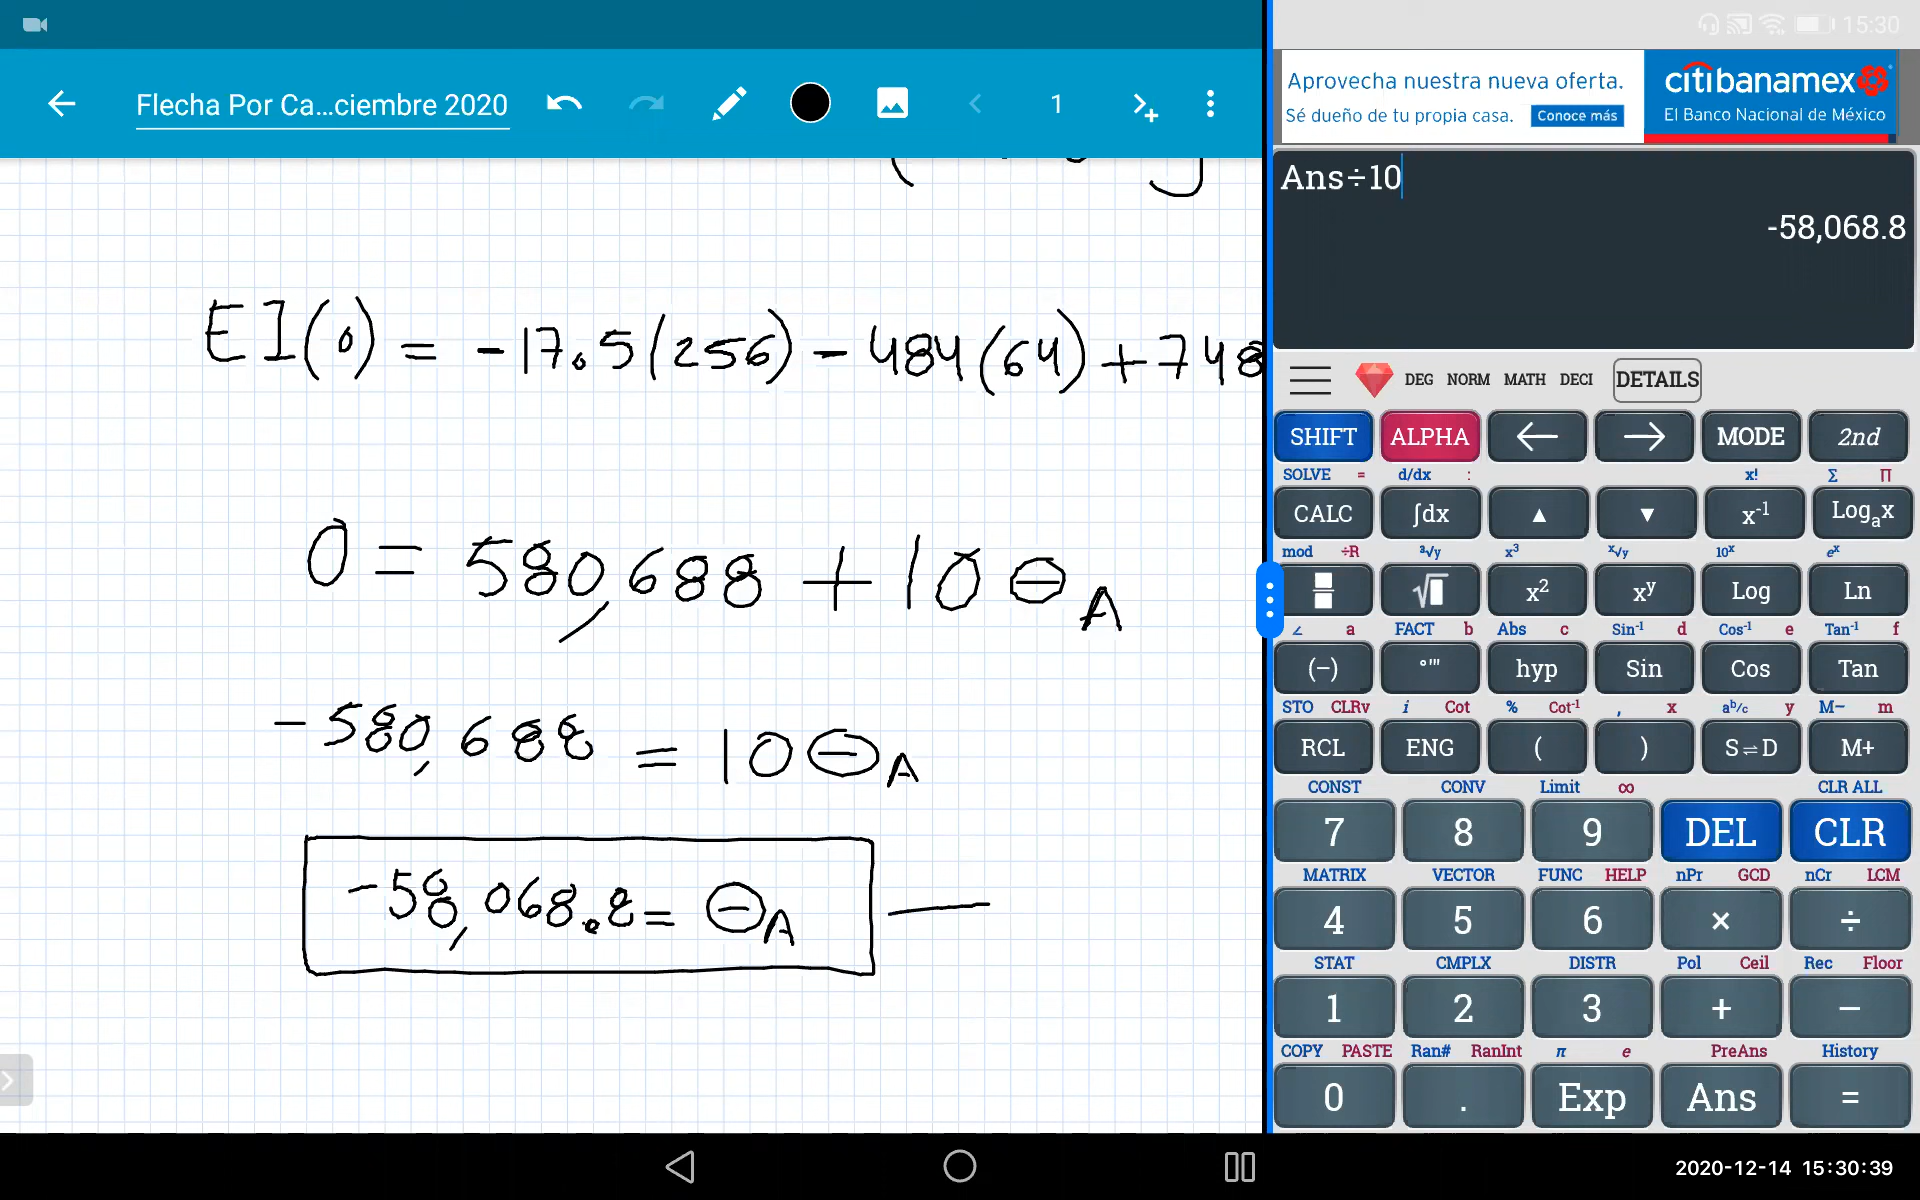 15:30
Flecha Por Ca...ciembre 2020
1
Aprovecha nuestra nueva oferta.
Sé dueño de tu propia casa. Conoce más
citibanamex
El Banco Nacional de México
Ans÷10
-58,068.8
EI(0) = -17.5(256) - 484(64) + 748
0 = 580,688 + 10 ΘA
-580,688 = 10 ΘA
-58,068.8 = ΘA
DEG NORM MATH DECI DETAILS
SHIFT ALPHA ← → MODE 2nd
SOLVE = d/dx : x! Σ Π
CALC ∫dx ▲ ▼ x⁻¹ Logₐx
mod ÷R ³√y x³ ˣ√y 10ˣ eˣ
√ x² xʸ Log Ln
∠ a FACT b Abs c Sin⁻¹ d Cos⁻¹ e Tan⁻¹ f
(−) °'" hyp Sin Cos Tan
STO CLRv i Cot % Cot⁻¹ , x aᵇ/c y M− m
RCL ENG ( ) S⇌D M+
CONST CONV Limit ∞ CLR ALL
7 8 9 DEL CLR
MATRIX VECTOR FUNC HELP nPr GCD nCr LCM
4 5 6 × ÷
STAT CMPLX DISTR Pol Ceil Rec Floor
1 2 3 + −
COPY PASTE Ran# RanInt π e PreAns History
0 . Exp Ans =
2020-12-14 15:30:39